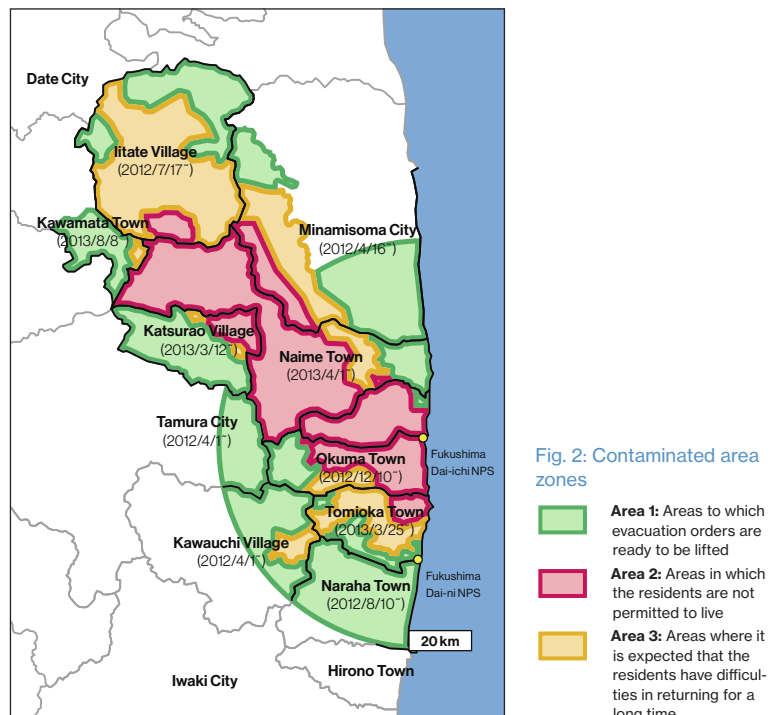 Date City
Iitate Village
(2012/7/17~)
Kawamata Town
(2013/8/8~)
Minamisoma City
(2012/4/16~)
Katsurao Village
(2013/3/12~)
Naime Town
(2013/4/1~)
Tamura City
(2012/4/1~)
Fukushima
Dai-ichi NPS
Okuma Town
(2012/12/10~)
Tomioka Town
(2013/3/25~)
Kawauchi Village
(2012/4/1~)
Fukushima
Dai-ni NPS
Naraha Town
(2012/8/10~)
20 km
Hirono Town
Iwaki City
Fig. 2: Contaminated area
zones
Area 1: Areas to which
evacuation orders are
ready to be lifted
Area 2: Areas in which
the residents are not
permitted to live
Area 3: Areas where it
is expected that the
residents have difficul-
ties in returning for a
long time